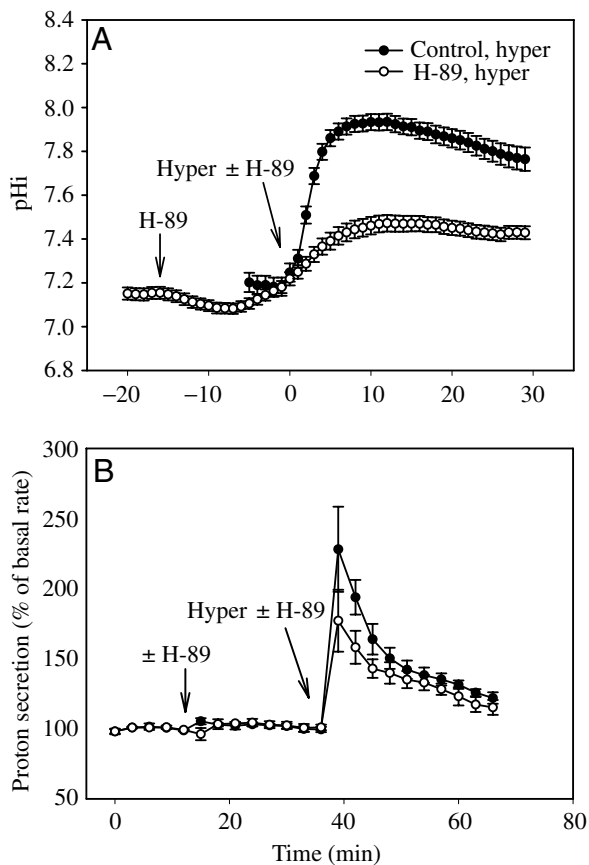 A
Control, hyper
H-89, hyper
Hyper ± H-89
H-89
pHi
8.4
8.2
8.0
7.8
7.6
7.4
7.2
7.0
6.8
−20
−10
0
10
20
30
B
Hyper ± H-89
± H-89
Proton secretion (% of basal rate)
300
250
200
150
100
50
0
20
40
60
80
Time (min)